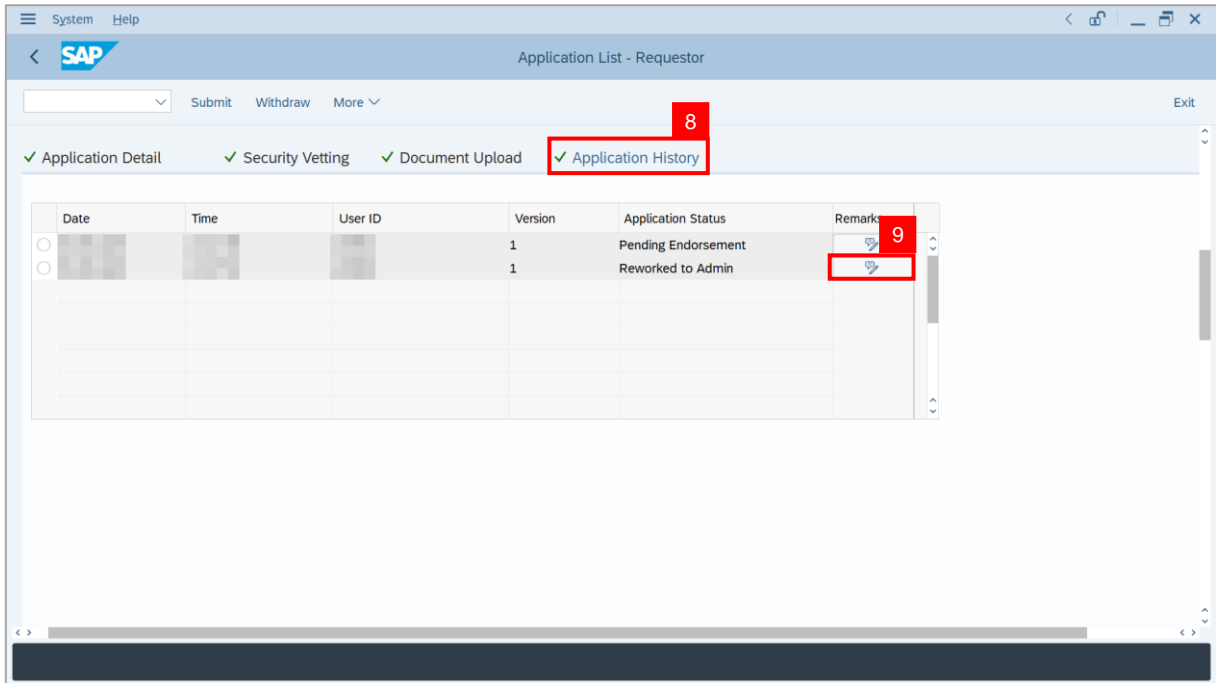 System Help
SAP Application List - Requestor
Submit Withdraw More Exit
8
Application Detail Security Vetting Document Upload Application History
Date Time User ID Version Application Status Remarks
1 Pending Endorsement 9
1 Reworked to Admin